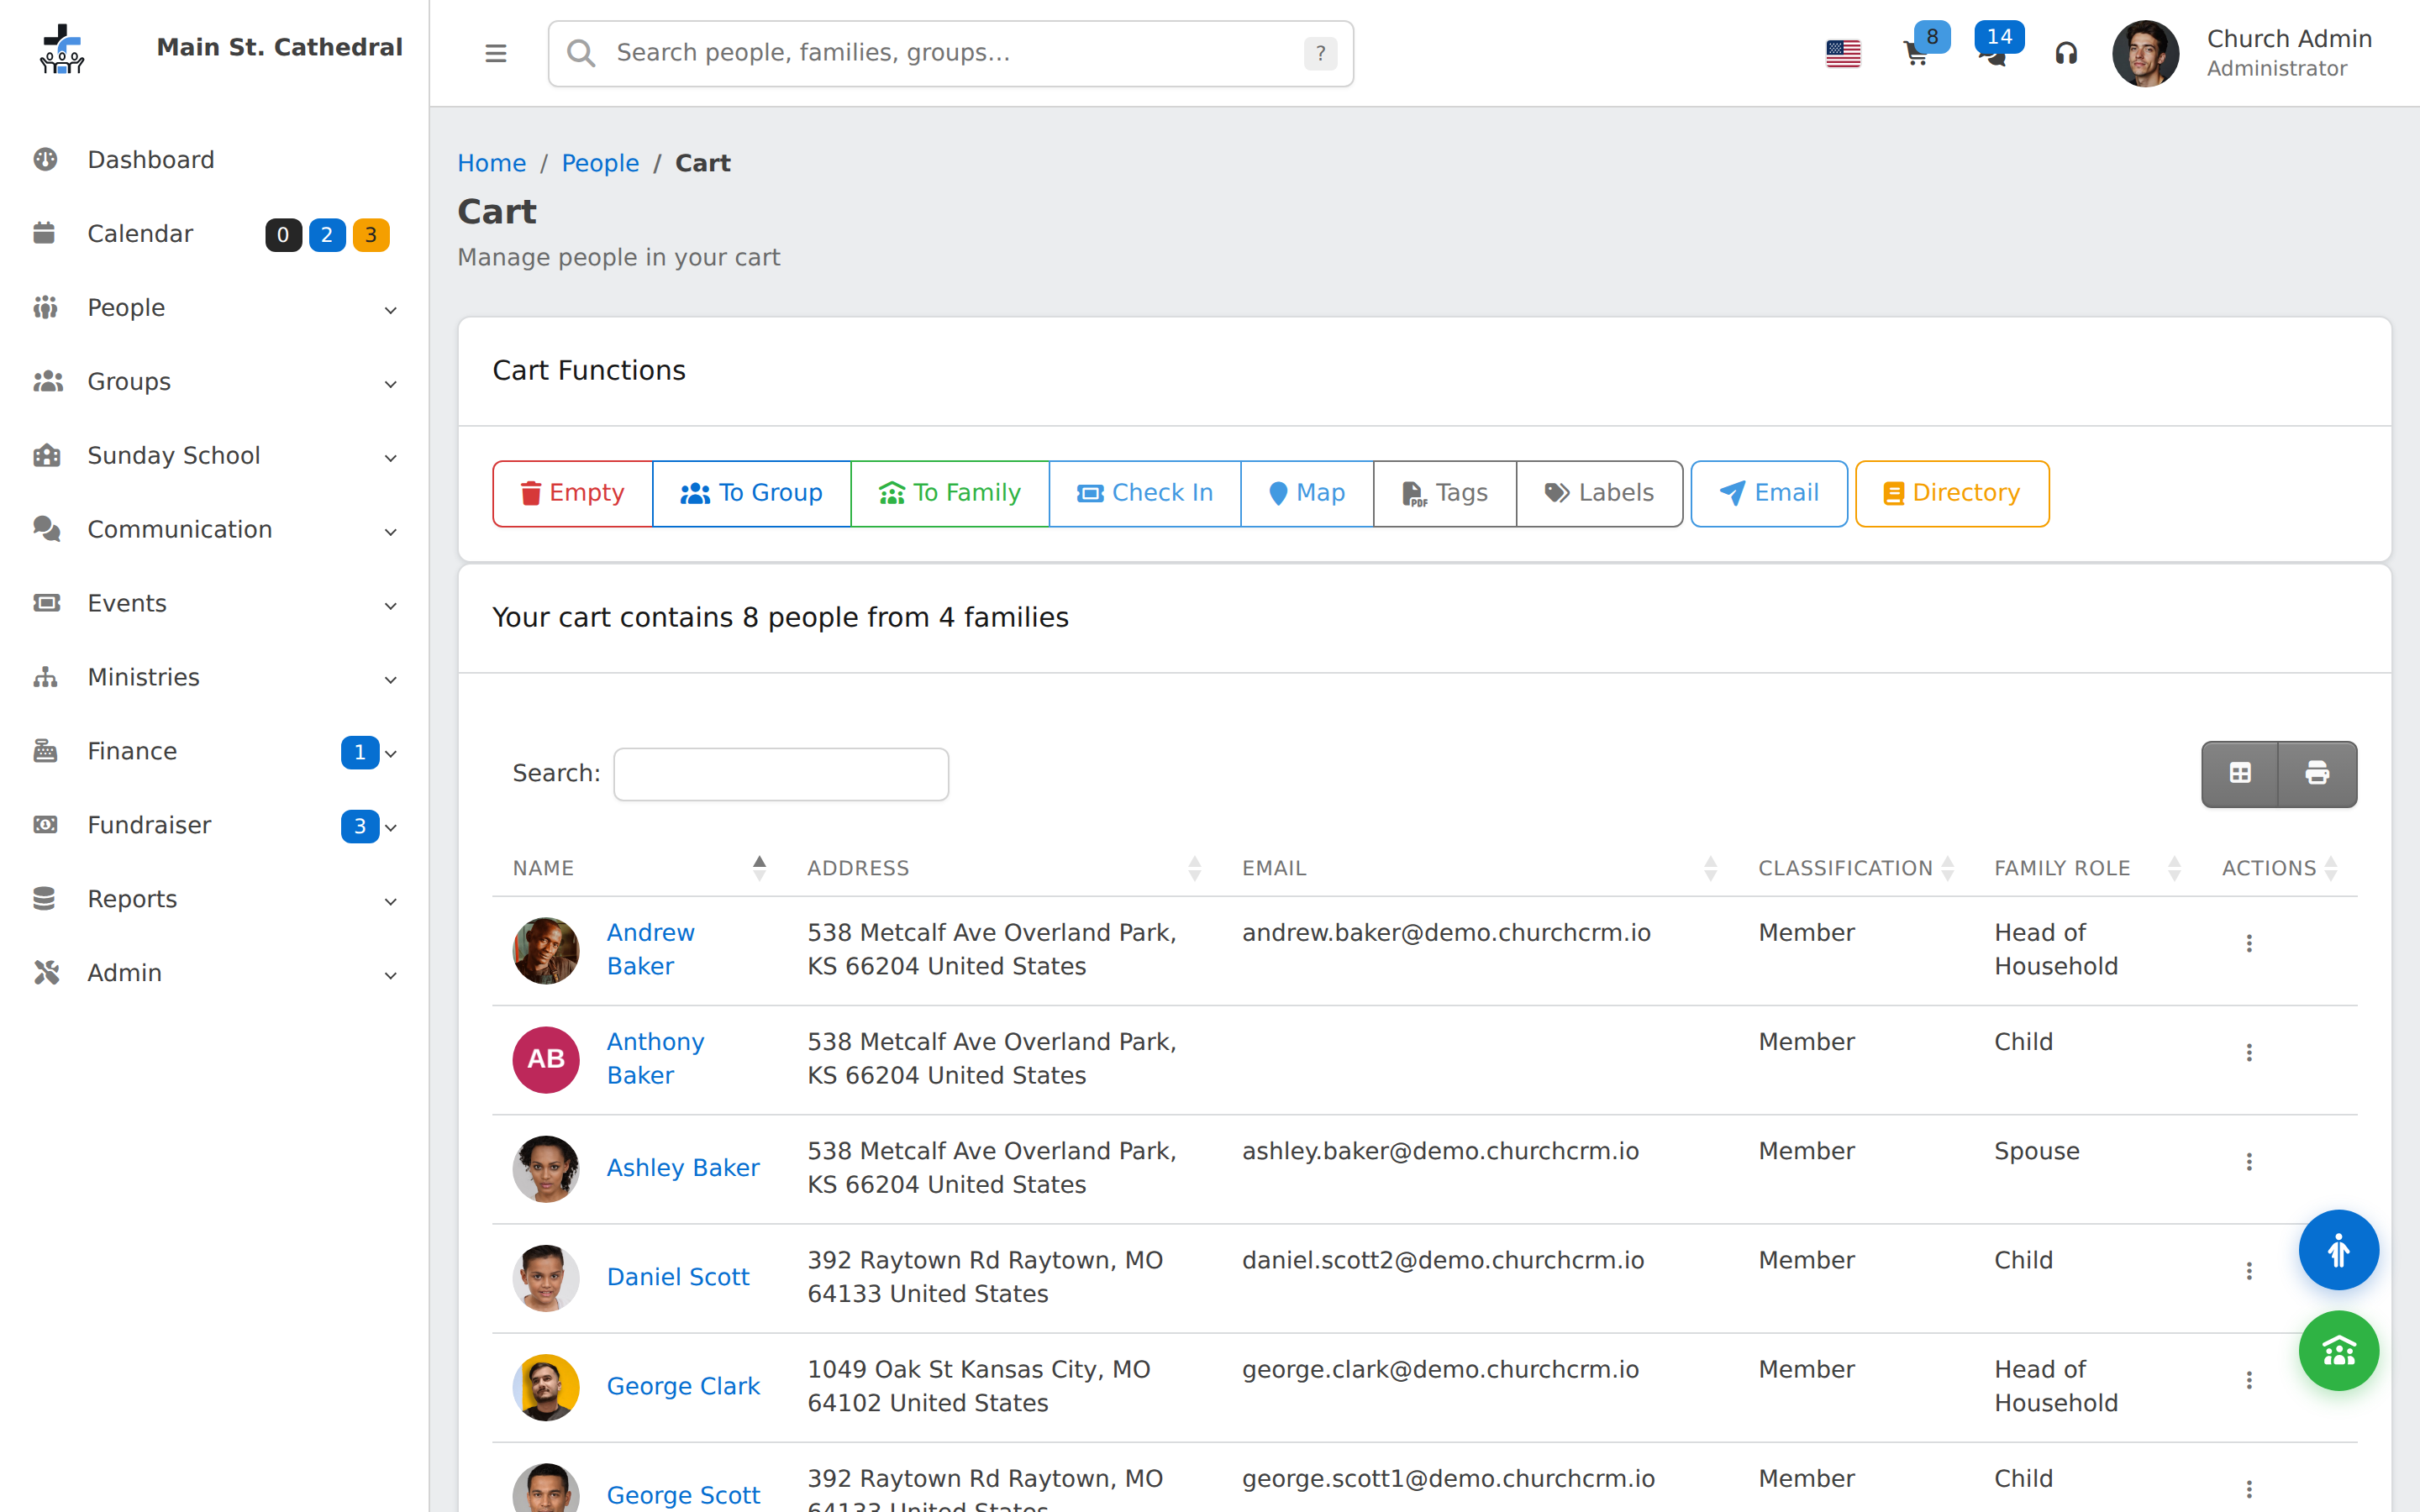 Main St. Cathedral
Search people, families, groups...
?
8
14
Church Admin
Administrator
Dashboard
Calendar
0 2 3
People
Groups
Sunday School
Communication
Events
Ministries
Finance
1
Fundraiser
3
Reports
Admin
Home / People / Cart
Cart
Manage people in your cart
Cart Functions
Empty To Group To Family Check In Map Tags Labels Email Directory
Your cart contains 8 people from 4 families
Search:
NAME ADDRESS EMAIL CLASSIFICATION FAMILY ROLE ACTIONS
Andrew 538 Metcalf Ave Overland Park, andrew.baker@demo.churchcrm.io Member Head of
Baker KS 66204 United States Household
AB
Anthony 538 Metcalf Ave Overland Park, Member Child
Baker KS 66204 United States
Ashley Baker 538 Metcalf Ave Overland Park, ashley.baker@demo.churchcrm.io Member Spouse
KS 66204 United States
Daniel Scott 392 Raytown Rd Raytown, MO daniel.scott2@demo.churchcrm.io Member Child
64133 United States
George Clark 1049 Oak St Kansas City, MO george.clark@demo.churchcrm.io Member Head of
64102 United States Household
George Scott 392 Raytown Rd Raytown, MO george.scott1@demo.churchcrm.io Member Child
64133 United States